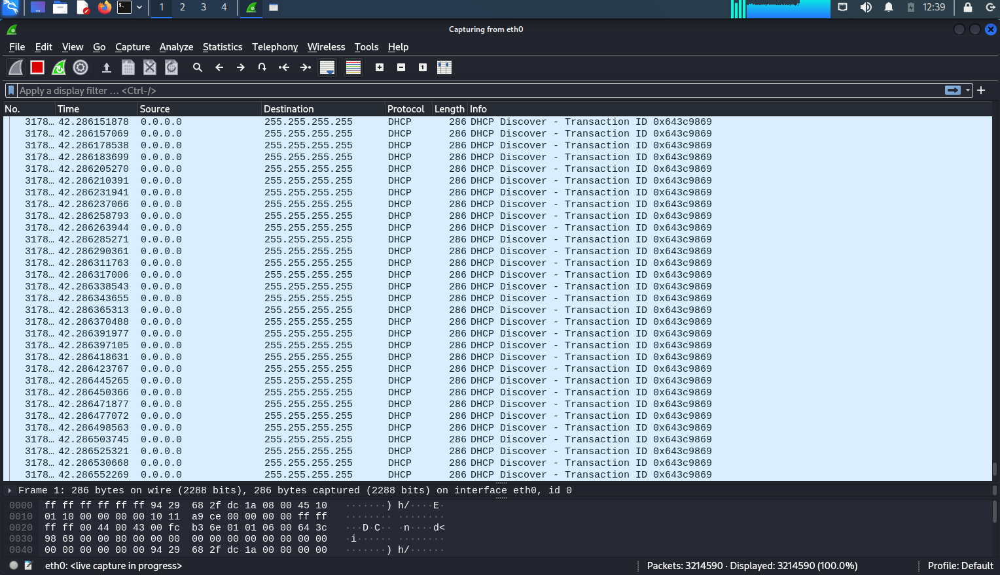 1 2 3 4 12:39
Capturing from eth0
File Edit View Go Capture Analyze Statistics Telephony Wireless Tools Help
Apply a display filter … <Ctrl-/>
No. Time Source Destination Protocol Length Info
3178… 42.286151878 0.0.0.0 255.255.255.255 DHCP 286 DHCP Discover - Transaction ID 0x643c9869
3178… 42.286157069 0.0.0.0 255.255.255.255 DHCP 286 DHCP Discover - Transaction ID 0x643c9869
3178… 42.286178538 0.0.0.0 255.255.255.255 DHCP 286 DHCP Discover - Transaction ID 0x643c9869
3178… 42.286183699 0.0.0.0 255.255.255.255 DHCP 286 DHCP Discover - Transaction ID 0x643c9869
3178… 42.286205270 0.0.0.0 255.255.255.255 DHCP 286 DHCP Discover - Transaction ID 0x643c9869
3178… 42.286210391 0.0.0.0 255.255.255.255 DHCP 286 DHCP Discover - Transaction ID 0x643c9869
3178… 42.286231941 0.0.0.0 255.255.255.255 DHCP 286 DHCP Discover - Transaction ID 0x643c9869
3178… 42.286237066 0.0.0.0 255.255.255.255 DHCP 286 DHCP Discover - Transaction ID 0x643c9869
3178… 42.286258793 0.0.0.0 255.255.255.255 DHCP 286 DHCP Discover - Transaction ID 0x643c9869
3178… 42.286263944 0.0.0.0 255.255.255.255 DHCP 286 DHCP Discover - Transaction ID 0x643c9869
3178… 42.286285271 0.0.0.0 255.255.255.255 DHCP 286 DHCP Discover - Transaction ID 0x643c9869
3178… 42.286290361 0.0.0.0 255.255.255.255 DHCP 286 DHCP Discover - Transaction ID 0x643c9869
3178… 42.286311763 0.0.0.0 255.255.255.255 DHCP 286 DHCP Discover - Transaction ID 0x643c9869
3178… 42.286317006 0.0.0.0 255.255.255.255 DHCP 286 DHCP Discover - Transaction ID 0x643c9869
3178… 42.286338543 0.0.0.0 255.255.255.255 DHCP 286 DHCP Discover - Transaction ID 0x643c9869
3178… 42.286343655 0.0.0.0 255.255.255.255 DHCP 286 DHCP Discover - Transaction ID 0x643c9869
3178… 42.286365313 0.0.0.0 255.255.255.255 DHCP 286 DHCP Discover - Transaction ID 0x643c9869
3178… 42.286370488 0.0.0.0 255.255.255.255 DHCP 286 DHCP Discover - Transaction ID 0x643c9869
3178… 42.286391977 0.0.0.0 255.255.255.255 DHCP 286 DHCP Discover - Transaction ID 0x643c9869
3178… 42.286397105 0.0.0.0 255.255.255.255 DHCP 286 DHCP Discover - Transaction ID 0x643c9869
3178… 42.286418631 0.0.0.0 255.255.255.255 DHCP 286 DHCP Discover - Transaction ID 0x643c9869
3178… 42.286423767 0.0.0.0 255.255.255.255 DHCP 286 DHCP Discover - Transaction ID 0x643c9869
3178… 42.286445265 0.0.0.0 255.255.255.255 DHCP 286 DHCP Discover - Transaction ID 0x643c9869
3178… 42.286450366 0.0.0.0 255.255.255.255 DHCP 286 DHCP Discover - Transaction ID 0x643c9869
3178… 42.286471877 0.0.0.0 255.255.255.255 DHCP 286 DHCP Discover - Transaction ID 0x643c9869
3178… 42.286477072 0.0.0.0 255.255.255.255 DHCP 286 DHCP Discover - Transaction ID 0x643c9869
3178… 42.286498563 0.0.0.0 255.255.255.255 DHCP 286 DHCP Discover - Transaction ID 0x643c9869
3178… 42.286503745 0.0.0.0 255.255.255.255 DHCP 286 DHCP Discover - Transaction ID 0x643c9869
3178… 42.286525321 0.0.0.0 255.255.255.255 DHCP 286 DHCP Discover - Transaction ID 0x643c9869
3178… 42.286530668 0.0.0.0 255.255.255.255 DHCP 286 DHCP Discover - Transaction ID 0x643c9869
3178… 42.286552269 0.0.0.0 255.255.255.255 DHCP 286 DHCP Discover - Transaction ID 0x643c9869
Frame 1: 286 bytes on wire (2288 bits), 286 bytes captured (2288 bits) on interface eth0, id 0
0000 ff ff ff ff ff ff 94 29 68 2f dc 1a 08 00 45 10 ·······) h/····E·
0010 01 10 00 00 00 00 10 11 a9 ce 00 00 00 00 ff ff ········ ········
0020 ff ff 00 44 00 43 00 fc b3 6e 01 01 06 00 64 3c ···D·C·· ·n····d<
0030 98 69 00 00 80 00 00 00 00 00 00 00 00 00 00 00 ·i······ ········
0040 00 00 00 00 00 00 94 29 68 2f dc 1a 00 00 00 00 ·······) h/······
eth0: <live capture in progress> Packets: 3214590 · Displayed: 3214590 (100.0%) Profile: Default